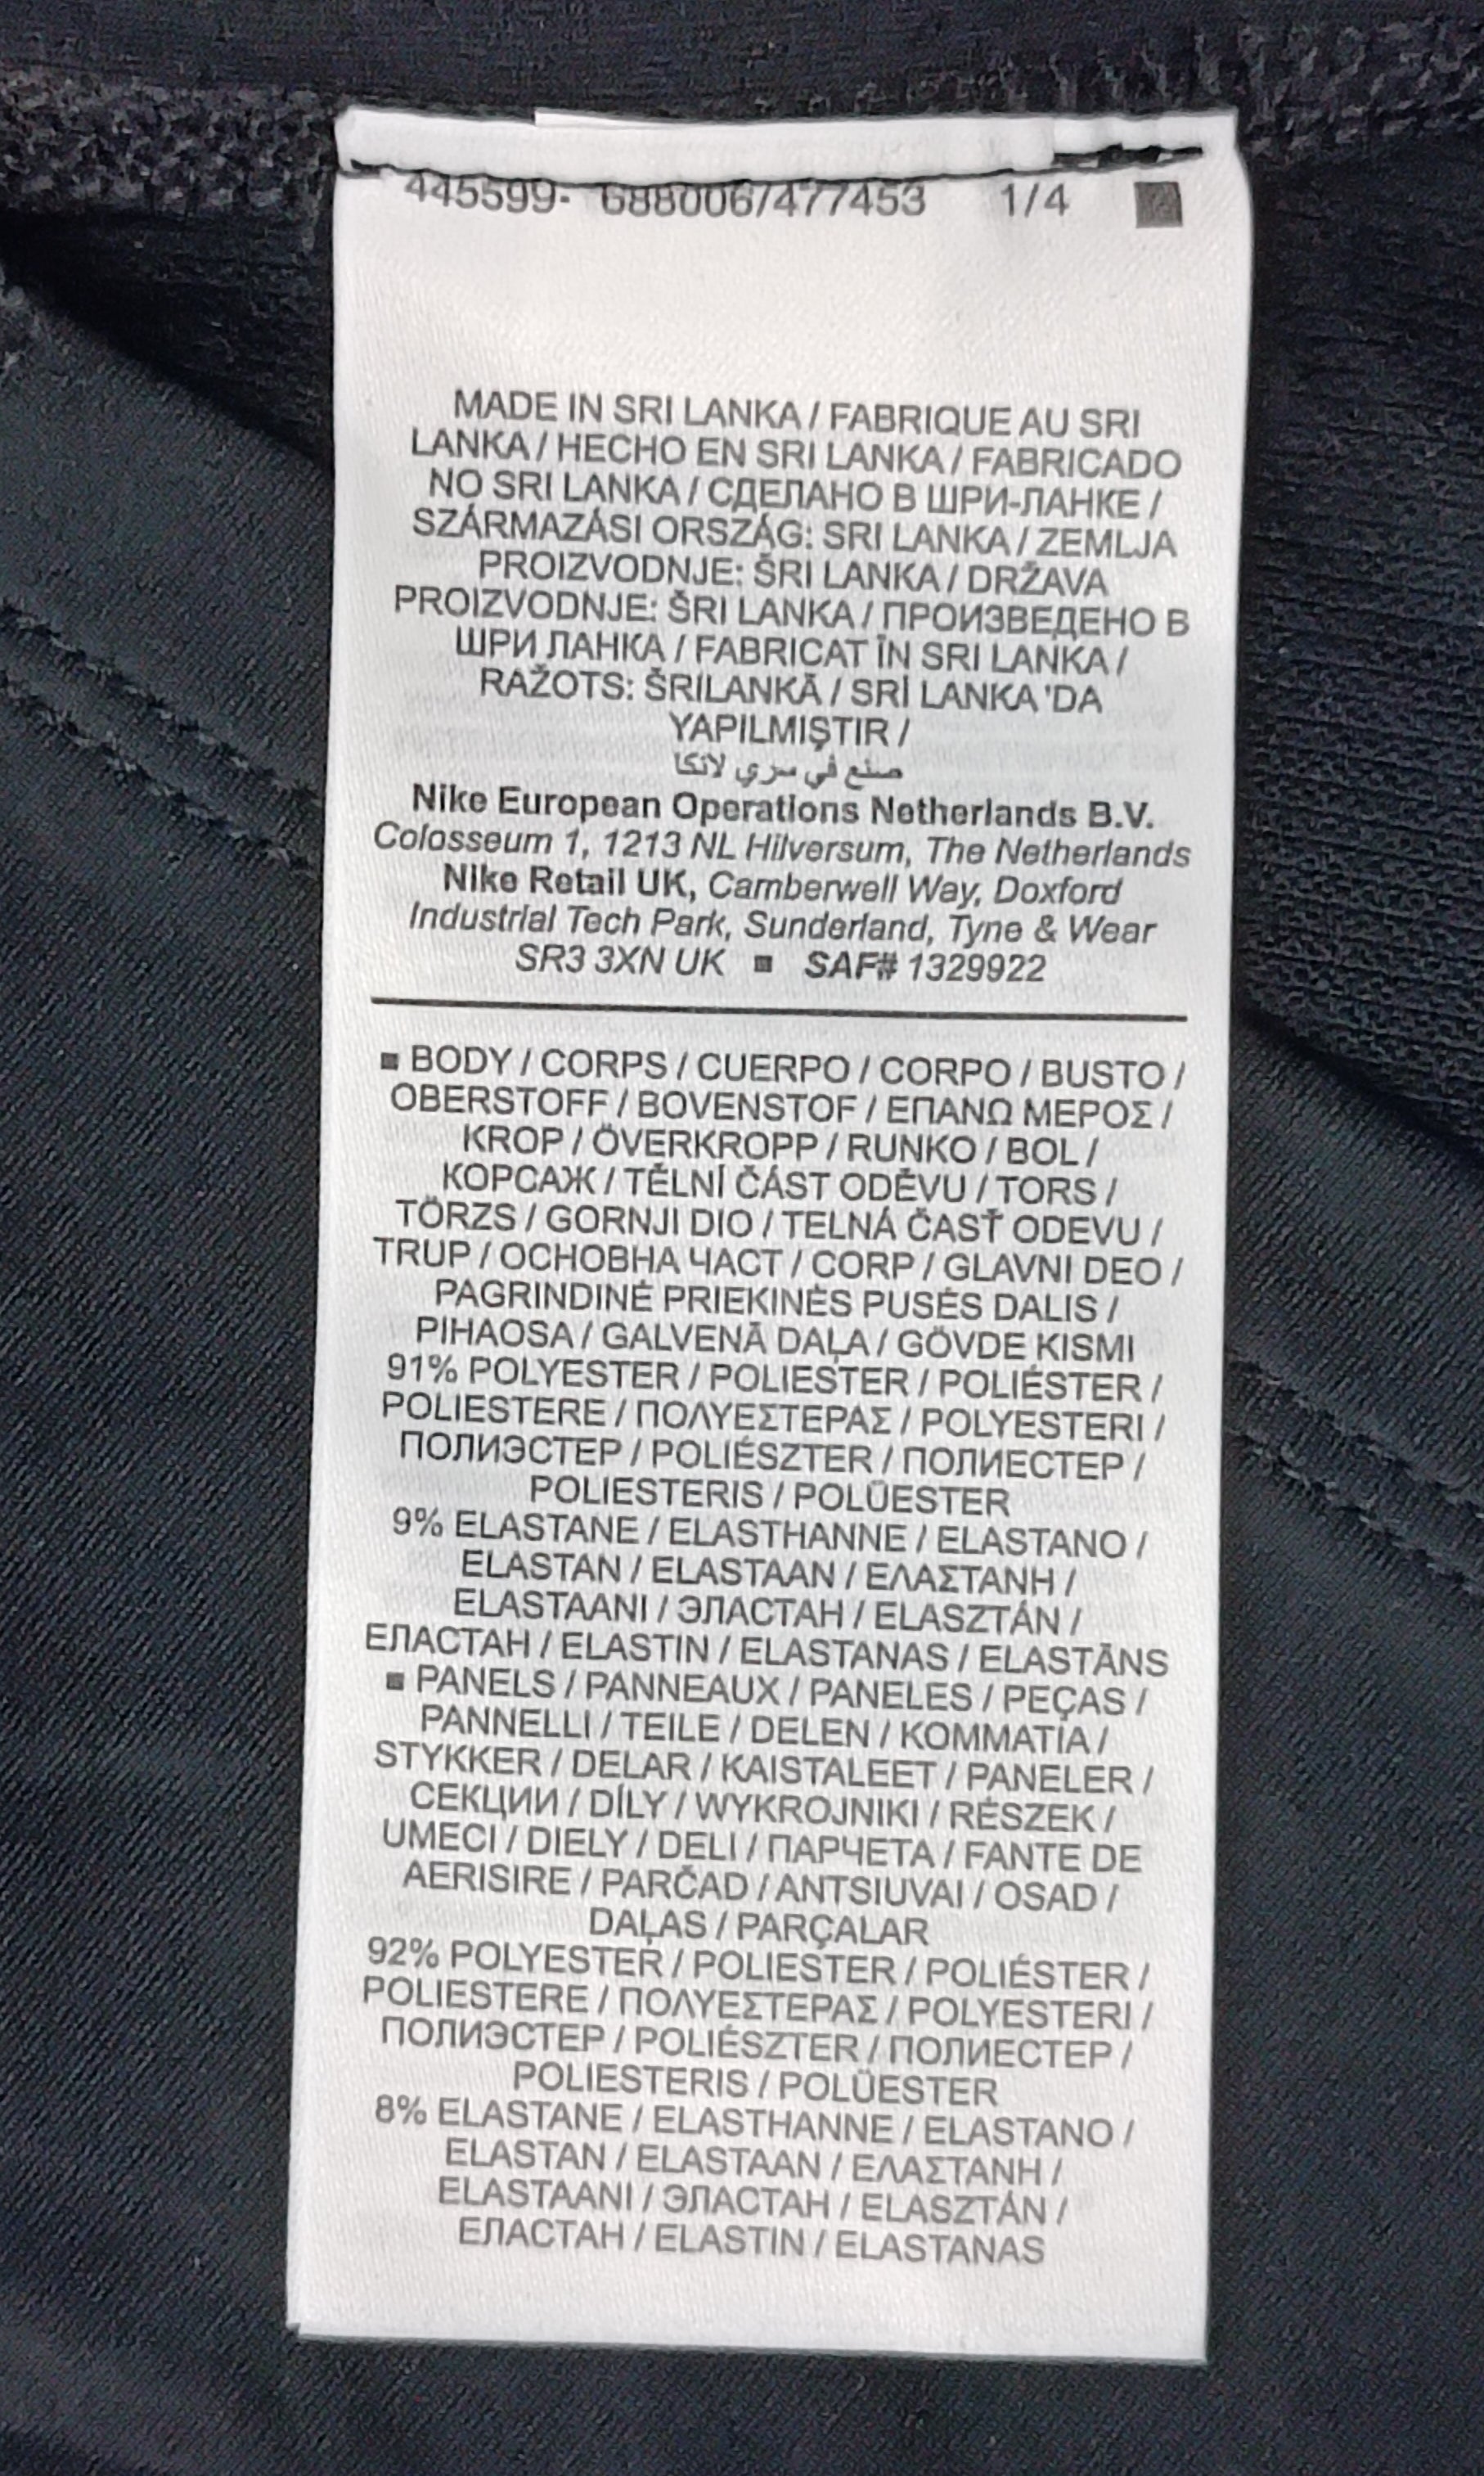 445599- 688006/477453 1/4
MADE IN SRI LANKA / FABRIQUE AU SRI
LANKA / HECHO EN SRI LANKA / FABRICADO
NO SRI LANKA / СДЕЛАНО В ШРИ-ЛАНКЕ /
SZÁRMAZÁSI ORSZÁG: SRI LANKA / ZEMLJA
PROIZVODNJE: ŠRI LANKA / DRŽAVA
PROIZVODNJE: ŠRI LANKA / ПРОИЗВЕДЕНО В
ШРИ ЛАНКА / FABRICAT ÎN SRI LANKA /
RAŽOTS: ŠRILANKĀ / SRİ LANKA 'DA
YAPILMIŞTIR /
صنع في سري لانكا
Nike European Operations Netherlands B.V.
Colosseum 1, 1213 NL Hilversum, The Netherlands
Nike Retail UK, Camberwell Way, Doxford
Industrial Tech Park, Sunderland, Tyne & Wear
SR3 3XN UK ■ SAF# 1329922
■ BODY / CORPS / CUERPO / CORPO / BUSTO /
OBERSTOFF / BOVENSTOF / ΕΠΑΝΩ ΜΕΡΟΣ /
KROP / ÖVERKROPP / RUNKO / BOL /
КОРСАЖ / TĚLNÍ ČÁST ODĚVU / TORS /
TÖRZS / GORNJI DIO / TELNÁ ČASŤ ODEVU /
TRUP / ОСНОВНА ЧАСТ / CORP / GLAVNI DEO /
PAGRINDINĖ PRIEKINĖS PUSĖS DALIS /
PIHAOSA / GALVENĀ DAĻA / GÖVDE KISMI
91% POLYESTER / POLIESTER / POLIÉSTER /
POLIESTERE / ΠΟΛΥΕΣΤΕΡΑΣ / POLYESTERI /
ПОЛИЭСТЕР / POLIÉSZTER / ПОЛИЕСТЕР /
POLIESTERIS / POLÜESTER
9% ELASTANE / ELASTHANNE / ELASTANO /
ELASTAN / ELASTAAN / ΕΛΑΣΤΑΝΗ /
ELASTAANI / ЭЛАСТАН / ELASZTÁN /
ЕЛАСТАН / ELASTIN / ELASTANAS / ELASTĀNS
■ PANELS / PANNEAUX / PANELES / PEÇAS /
PANNELLI / TEILE / DELEN / ΚΟΜΜΑΤΙΑ /
STYKKER / DELAR / KAISTALEET / PANELER /
СЕКЦИИ / DÍLY / WYKROJNIKI / RÉSZEK /
UMECI / DIELY / DELI / ПАРЧЕТА / FANTE DE
AERISIRE / PARČAD / ANTSIUVAI / OSAD /
DAĻAS / PARÇALAR
92% POLYESTER / POLIESTER / POLIÉSTER /
POLIESTERE / ΠΟΛΥΕΣΤΕΡΑΣ / POLYESTERI /
ПОЛИЭСТЕР / POLIÉSZTER / ПОЛИЕСТЕР /
POLIESTERIS / POLÜESTER
8% ELASTANE / ELASTHANNE / ELASTANO /
ELASTAN / ELASTAAN / ΕΛΑΣΤΑΝΗ /
ELASTAANI / ЭЛАСТАН / ELASZTÁN /
ЕЛАСТАН / ELASTIN / ELASTANAS